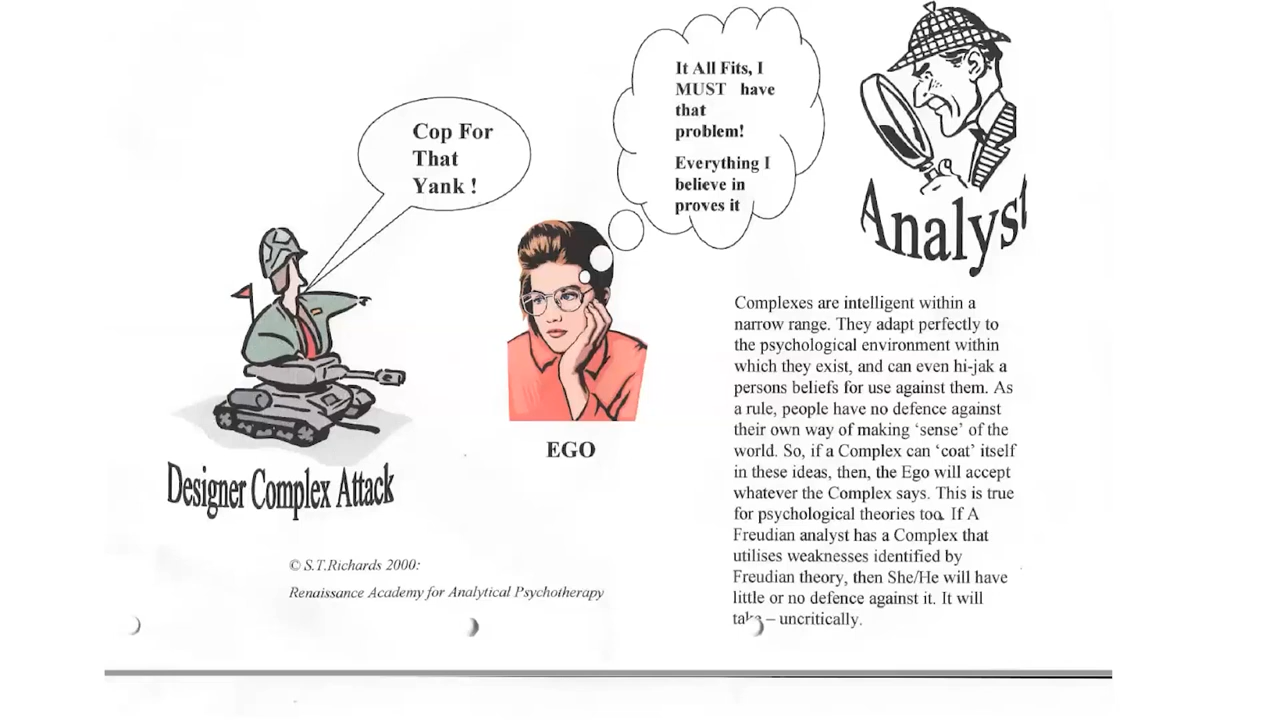 Cop For
That
Yank !
It All Fits, I
MUST have
that
problem!
Everything I
believe in
proves it
Analyst
EGO
Designer Complex Attack
Complexes are intelligent within a
narrow range. They adapt perfectly to
the psychological environment within
which they exist, and can even hi-jak a
persons beliefs for use against them. As
a rule, people have no defence against
their own way of making ‘sense’ of the
world. So, if a Complex can ‘coat’ itself
in these ideas, then, the Ego will accept
whatever the Complex says. This is true
for psychological theories too. If A
Freudian analyst has a Complex that
utilises weaknesses identified by
Freudian theory, then She/He will have
little or no defence against it. It will
– uncritically.
© S.T.Richards 2000:
Renaissance Academy for Analytical Psychotherapy